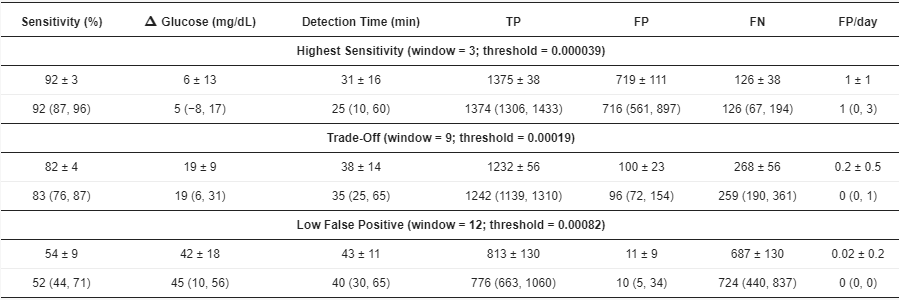 Sensitivity (%) Δ Glucose (mg/dL) Detection Time (min) TP FP FN FP/day
Highest Sensitivity (window = 3; threshold = 0.000039)
92 ± 3 6 ± 13 31 ± 16 1375 ± 38 719 ± 111 126 ± 38 1 ± 1
92 (87, 96) 5 (−8, 17) 25 (10, 60) 1374 (1306, 1433) 716 (561, 897) 126 (67, 194) 1 (0, 3)
Trade-Off (window = 9; threshold = 0.00019)
82 ± 4 19 ± 9 38 ± 14 1232 ± 56 100 ± 23 268 ± 56 0.2 ± 0.5
83 (76, 87) 19 (6, 31) 35 (25, 65) 1242 (1139, 1310) 96 (72, 154) 259 (190, 361) 0 (0, 1)
Low False Positive (window = 12; threshold = 0.00082)
54 ± 9 42 ± 18 43 ± 11 813 ± 130 11 ± 9 687 ± 130 0.02 ± 0.2
52 (44, 71) 45 (10, 56) 40 (30, 65) 776 (663, 1060) 10 (5, 34) 724 (440, 837) 0 (0, 0)